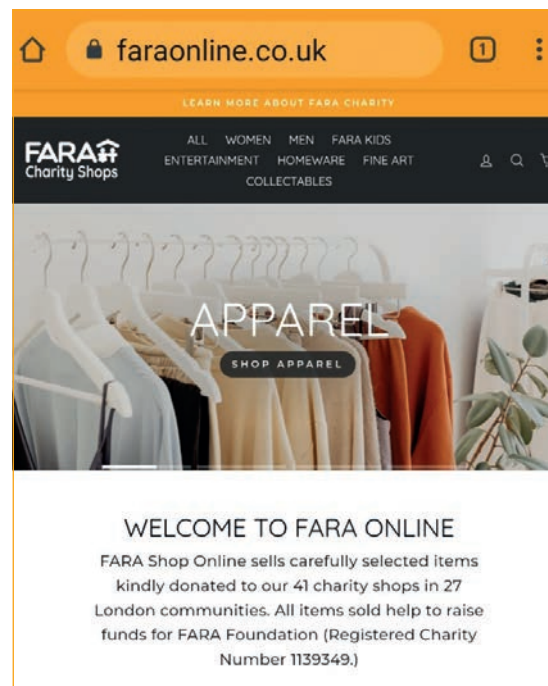 faraonline.co.uk
1
LEARN MORE ABOUT FARA CHARITY
FARA
Charity Shops
ALL WOMEN MEN FARA KIDS
ENTERTAINMENT HOMEWARE FINE ART
COLLECTABLES
APPAREL
SHOP APPAREL
WELCOME TO FARA ONLINE
FARA Shop Online sells carefully selected items
kindly donated to our 41 charity shops in 27
London communities. All items sold help to raise
funds for FARA Foundation (Registered Charity
Number 1139349.)